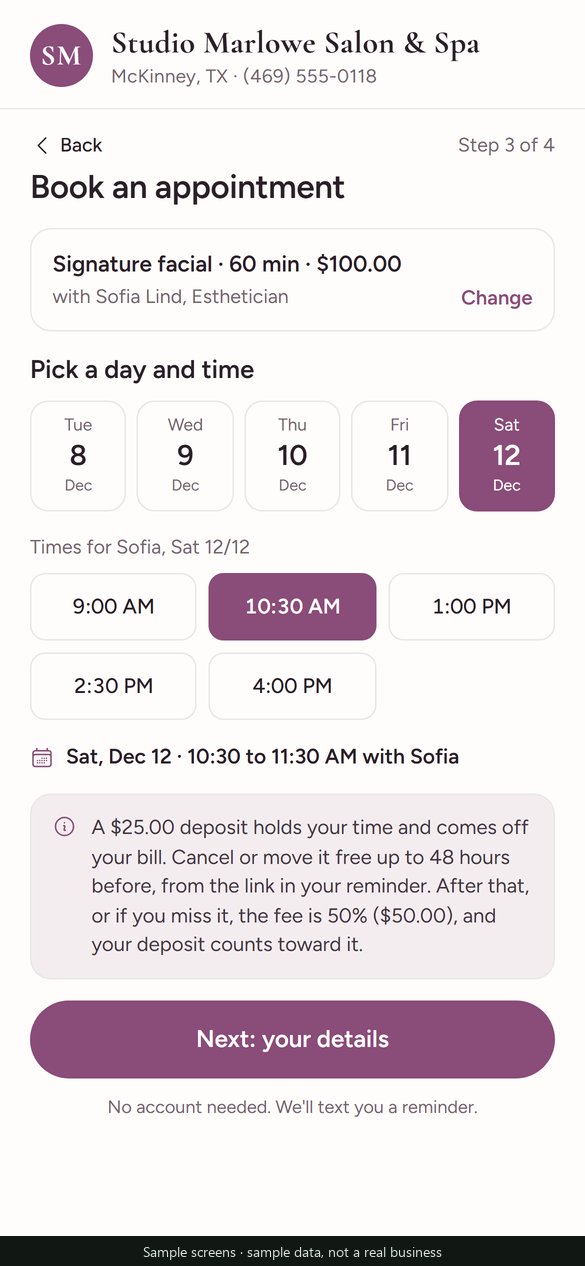 SM
Studio Marlowe Salon & Spa
McKinney, TX · (469) 555-0118
Back
Step 3 of 4
Book an appointment
Signature facial · 60 min · $100.00
with Sofia Lind, Esthetician
Change
Pick a day and time
Tue
8
Dec
Wed
9
Dec
Thu
10
Dec
Fri
11
Dec
Sat
12
Dec
Times for Sofia, Sat 12/12
9:00 AM
10:30 AM
1:00 PM
2:30 PM
4:00 PM
Sat, Dec 12 · 10:30 to 11:30 AM with Sofia
A $25.00 deposit holds your time and comes off
your bill. Cancel or move it free up to 48 hours
before, from the link in your reminder. After that,
or if you miss it, the fee is 50% ($50.00), and
your deposit counts toward it.
Next: your details
No account needed. We'll text you a reminder.
Sample screens · sample data, not a real business